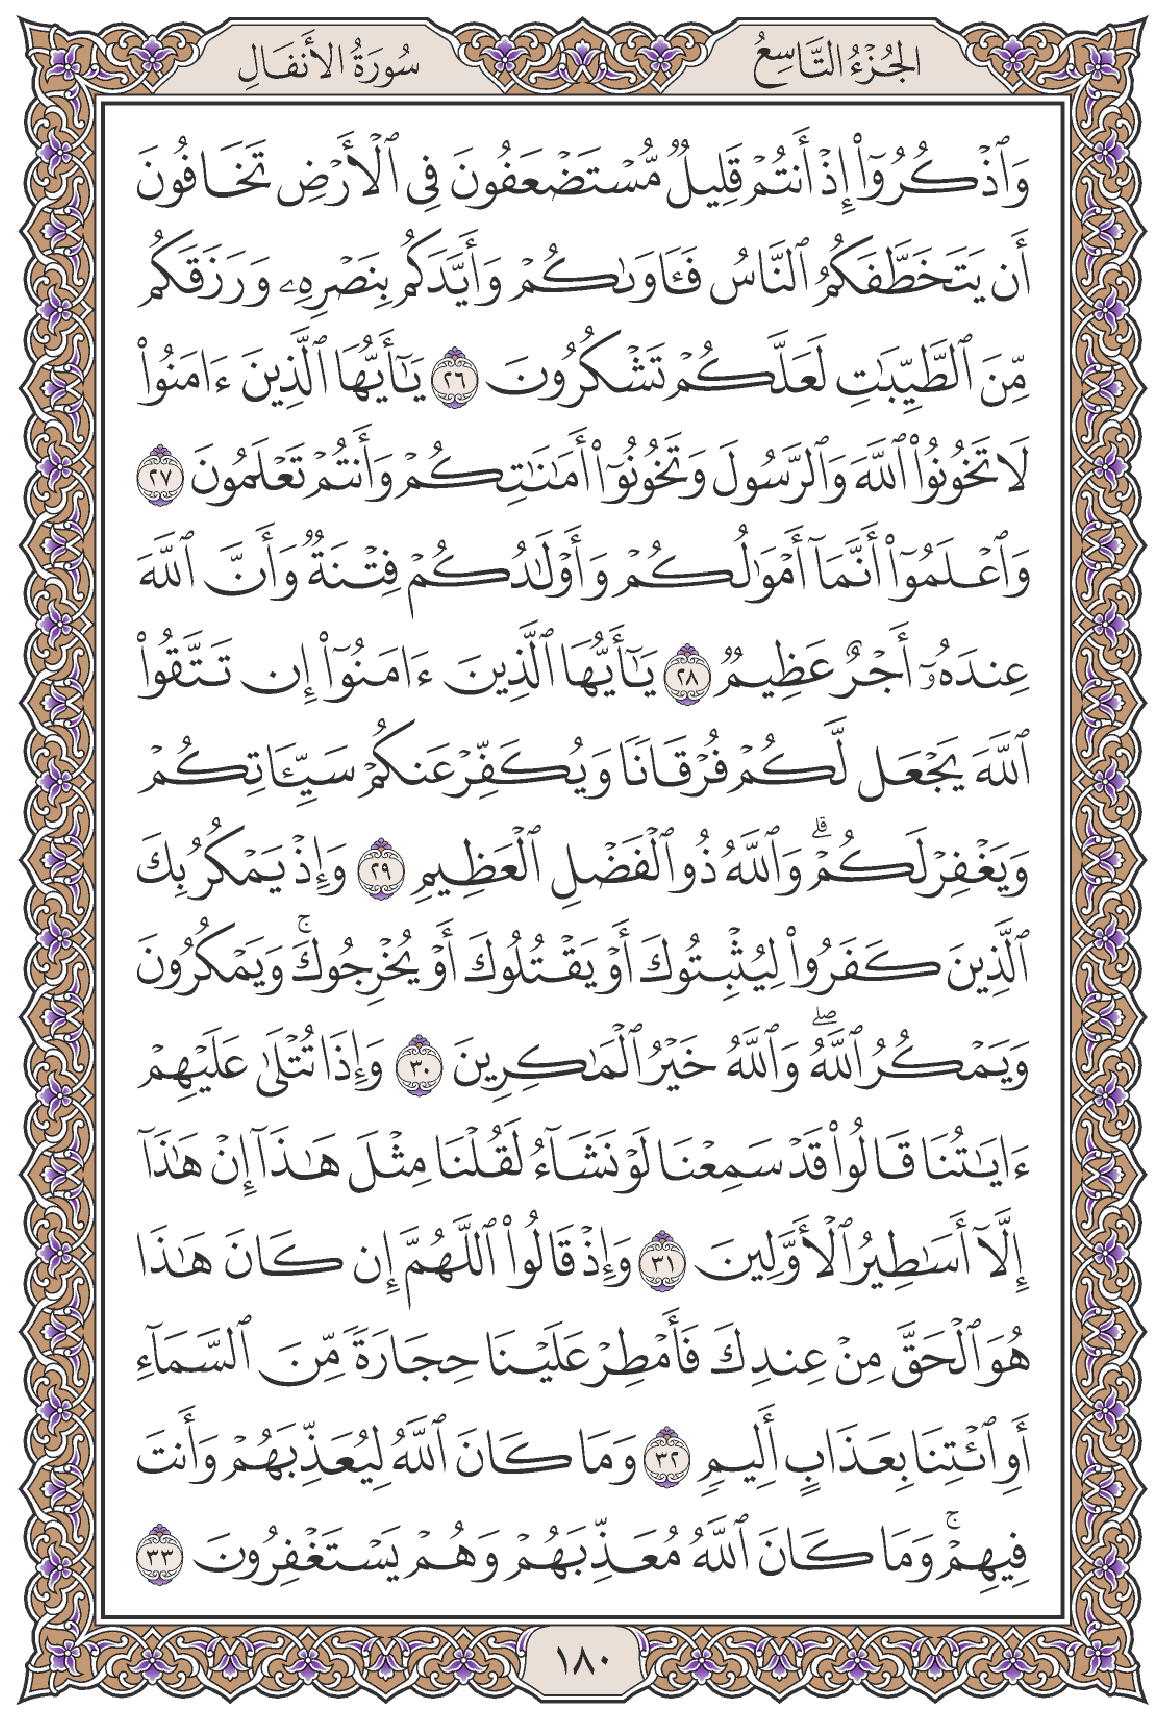 الجُزْءُ التَّاسِعُ
سُورَةُ الأَنفَالِ
وَٱذْكُرُوٓا۟ إِذْ أَنتُمْ قَلِيلٌ مُّسْتَضْعَفُونَ فِى ٱلْأَرْضِ تَخَافُونَ
أَن يَتَخَطَّفَكُمُ ٱلنَّاسُ فَـَٔاوَىٰكُمْ وَأَيَّدَكُم بِنَصْرِهِۦ وَرَزَقَكُم
مِّنَ ٱلطَّيِّبَٰتِ لَعَلَّكُمْ تَشْكُرُونَ ٢٦ يَٰٓأَيُّهَا ٱلَّذِينَ ءَامَنُوا۟
لَا تَخُونُوا۟ ٱللَّهَ وَٱلرَّسُولَ وَتَخُونُوٓا۟ أَمَٰنَٰتِكُمْ وَأَنتُمْ تَعْلَمُونَ ٢٧
وَٱعْلَمُوٓا۟ أَنَّمَآ أَمْوَٰلُكُمْ وَأَوْلَٰدُكُمْ فِتْنَةٌ وَأَنَّ ٱللَّهَ
عِندَهُۥٓ أَجْرٌ عَظِيمٌ ٢٨ يَٰٓأَيُّهَا ٱلَّذِينَ ءَامَنُوٓا۟ إِن تَتَّقُوا۟
ٱللَّهَ يَجْعَل لَّكُمْ فُرْقَانًا وَيُكَفِّرْ عَنكُمْ سَيِّـَٔاتِكُمْ
وَيَغْفِرْ لَكُمْ ۗ وَٱللَّهُ ذُو ٱلْفَضْلِ ٱلْعَظِيمِ ٢٩ وَإِذْ يَمْكُرُ بِكَ
ٱلَّذِينَ كَفَرُوا۟ لِيُثْبِتُوكَ أَوْ يَقْتُلُوكَ أَوْ يُخْرِجُوكَ ۚ وَيَمْكُرُونَ
وَيَمْكُرُ ٱللَّهُ ۖ وَٱللَّهُ خَيْرُ ٱلْمَٰكِرِينَ ٣٠ وَإِذَا تُتْلَىٰ عَلَيْهِمْ
ءَايَٰتُنَا قَالُوا۟ قَدْ سَمِعْنَا لَوْ نَشَآءُ لَقُلْنَا مِثْلَ هَٰذَآ إِنْ هَٰذَآ
إِلَّآ أَسَٰطِيرُ ٱلْأَوَّلِينَ ٣١ وَإِذْ قَالُوا۟ ٱللَّهُمَّ إِن كَانَ هَٰذَا
هُوَ ٱلْحَقَّ مِنْ عِندِكَ فَأَمْطِرْ عَلَيْنَا حِجَارَةً مِّنَ ٱلسَّمَآءِ
أَوِ ٱئْتِنَا بِعَذَابٍ أَلِيمٍ ٣٢ وَمَا كَانَ ٱللَّهُ لِيُعَذِّبَهُمْ وَأَنتَ
فِيهِمْ ۚ وَمَا كَانَ ٱللَّهُ مُعَذِّبَهُمْ وَهُمْ يَسْتَغْفِرُونَ ٣٣
١٨٠